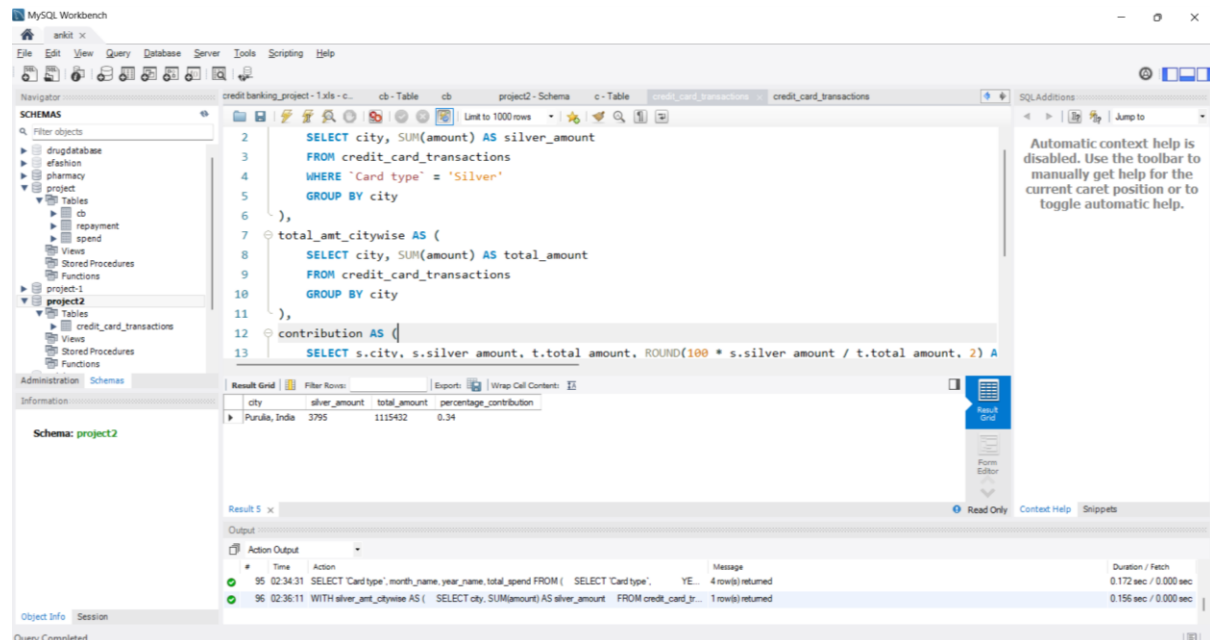 MySQL Workbench
ankit ×
File Edit View Query Database Server Tools Scripting Help
Navigator
SCHEMAS
Filter objects
drugdatabase
efashion
pharmacy
project
Tables
cb
repayment
spend
Views
Stored Procedures
Functions
project-1
project2
Tables
credit_card_transactions
Views
Stored Procedures
Functions
Administration Schemas
Information
Schema: project2
Object Info Session
Query Completed
credit banking_project - 1.xls - c... cb - Table cb project2 - Schema c - Table credit_card_transactions × credit_card_transactions
Limit to 1000 rows
2 SELECT city, SUM(amount) AS silver_amount
3 FROM credit_card_transactions
4 WHERE `Card type` = 'Silver'
5 GROUP BY city
6 ),
7 total_amt_citywise AS (
8 SELECT city, SUM(amount) AS total_amount
9 FROM credit_card_transactions
10 GROUP BY city
11 ),
12 contribution AS (
13 SELECT s.city, s.silver_amount, t.total_amount, ROUND(100 * s.silver_amount / t.total_amount, 2) A
Result Grid Filter Rows: Export: Wrap Cell Content:
city silver_amount total_amount percentage_contribution
Purulia, India 3795 1115432 0.34
Result Grid
Form Editor
Result 5 ×
Read Only
Output
Action Output
# Time Action Message Duration / Fetch
95 02:34:31 SELECT `Card type`, month_name, year_name, total_spend FROM ( SELECT `Card type`, YE... 4 row(s) returned 0.172 sec / 0.000 sec
96 02:36:11 WITH silver_amt_citywise AS ( SELECT city, SUM(amount) AS silver_amount FROM credit_card_tr... 1 row(s) returned 0.156 sec / 0.000 sec
SQLAdditions
Jump to
Automatic context help is
disabled. Use the toolbar to
manually get help for the
current caret position or to
toggle automatic help.
Context Help Snippets